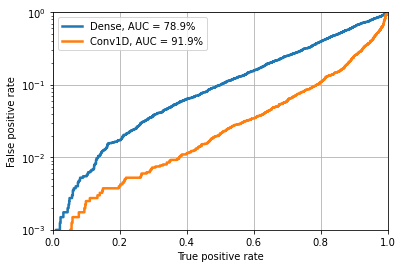 Dense, AUC = 78.9%
Conv1D, AUC = 91.9%
False positive rate
10⁰
10⁻¹
10⁻²
10⁻³
0.0 0.2 0.4 0.6 0.8 1.0
True positive rate